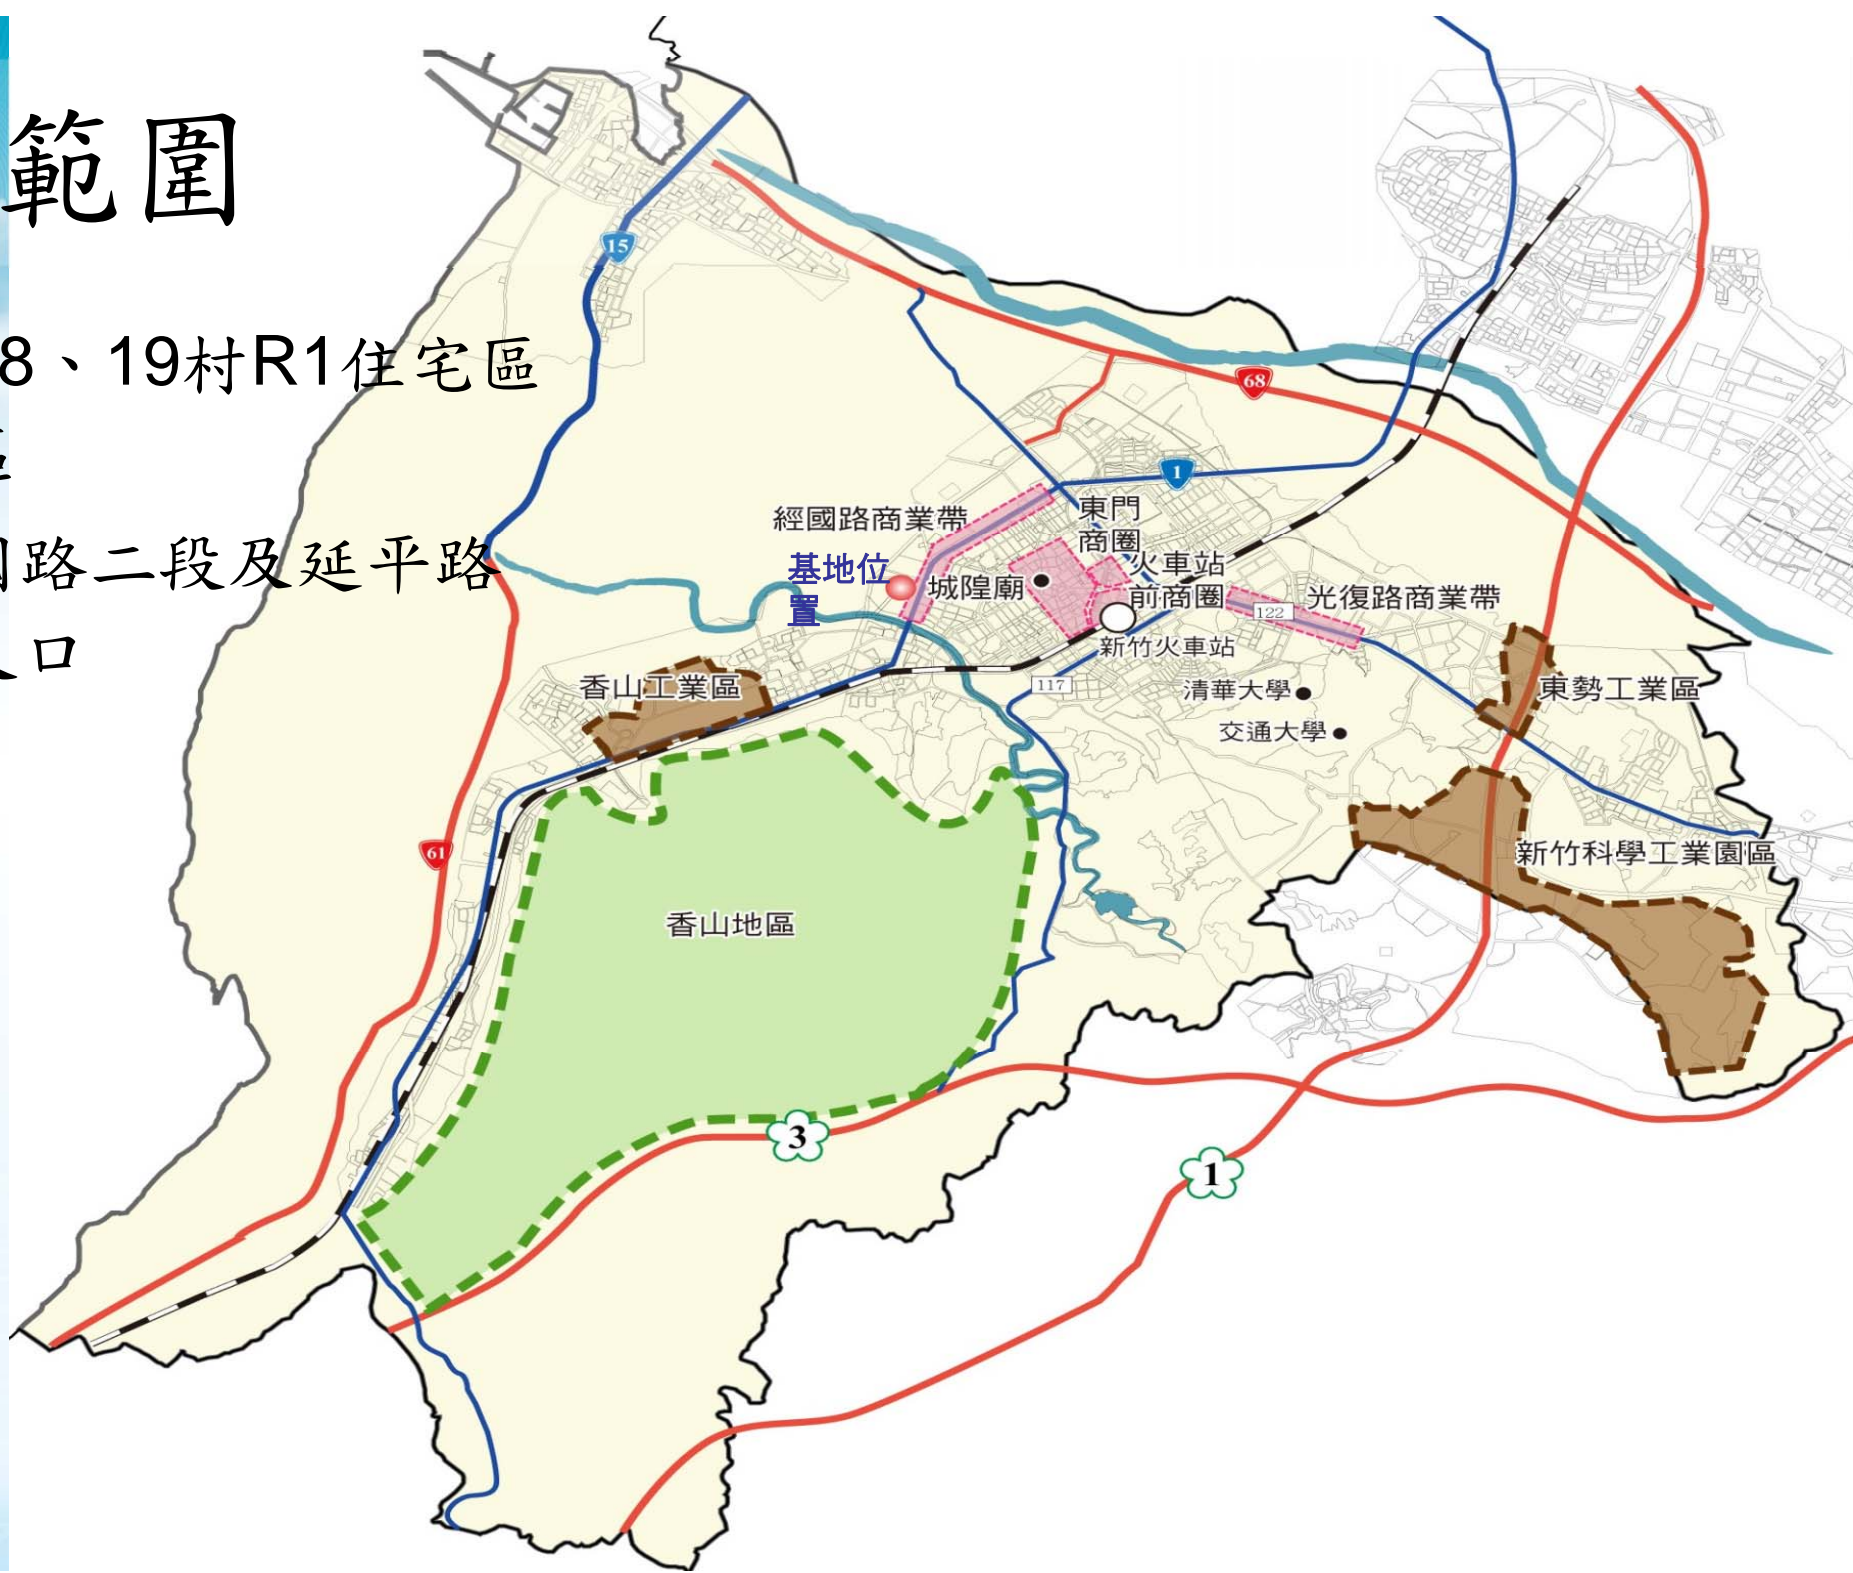 範圍
8、19村R1住宅區
路二段及延平路
口
15
68
1
經國路商業帶
東門
商圈
基地位
置
城隍廟
火車站
前商圈
122
光復路商業帶
新竹火車站
117
香山工業區
清華大學
東勢工業區
交通大學
61
新竹科學工業園區
香山地區
3
1